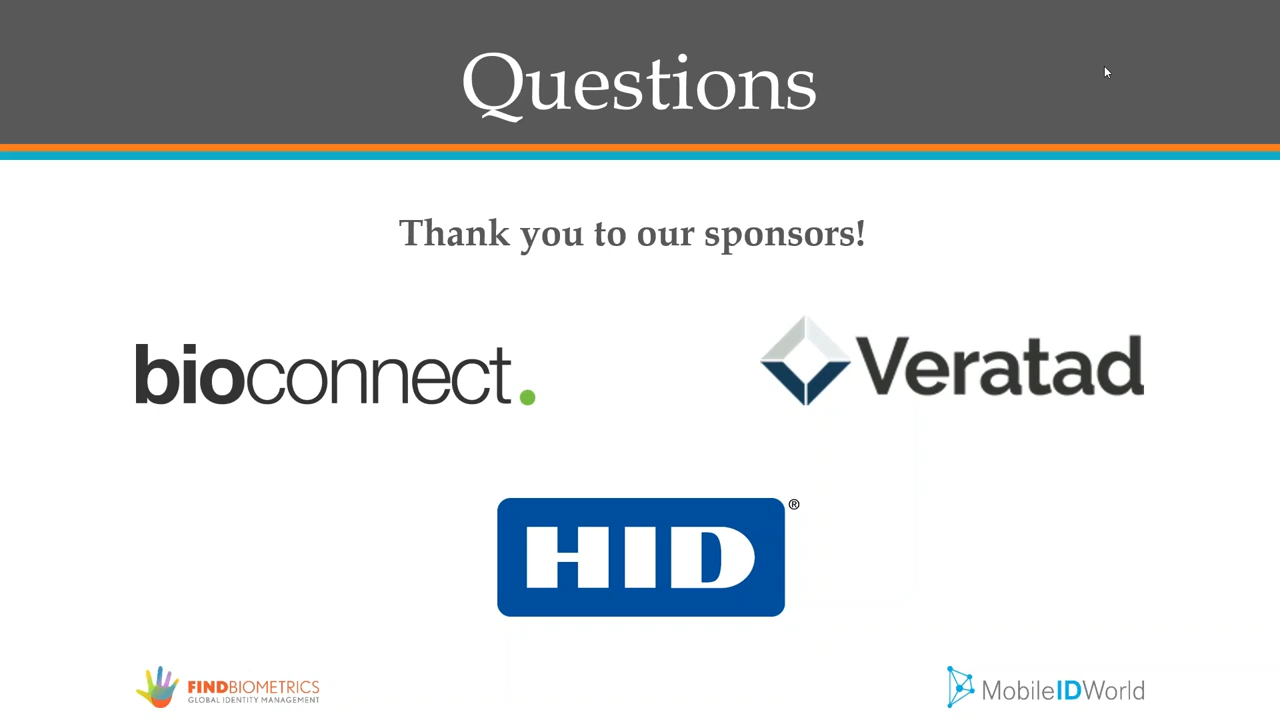 Questions
Thank you to our sponsors!
bioconnect.
Veratad
HID®
FINDBIOMETRICS
GLOBAL IDENTITY MANAGEMENT
MobileIDWorld